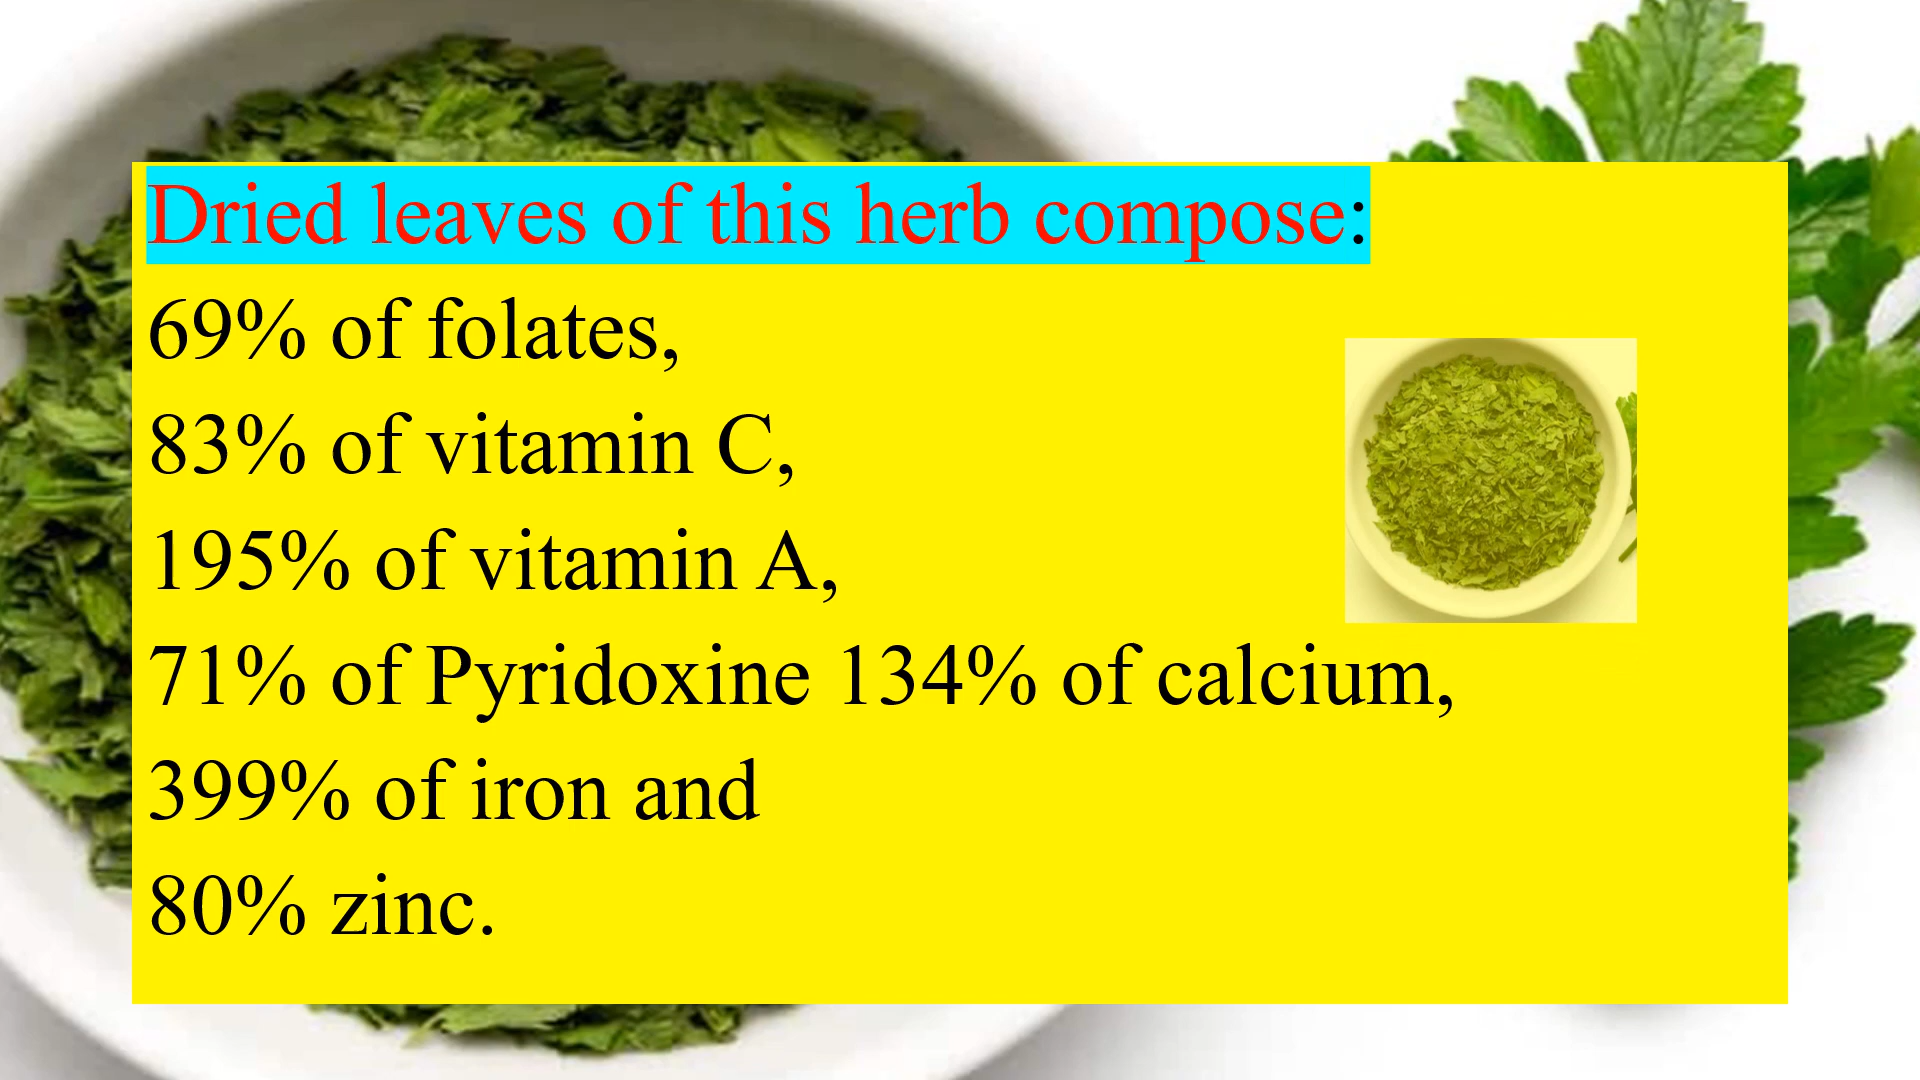 Dried leaves of this herb compose:
69% of folates,
83% of vitamin C,
195% of vitamin A,
71% of Pyridoxine 134% of calcium,
399% of iron and
80% zinc.